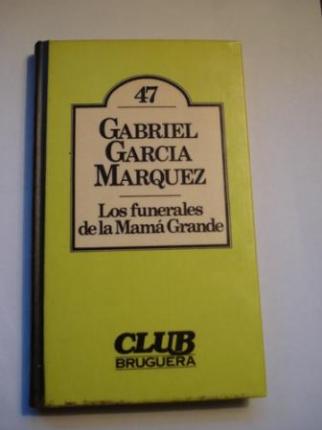 47
GABRIEL
GARCIA
MARQUEZ
Los funerales
de la Mamá Grande
CLUB
BRUGUERA